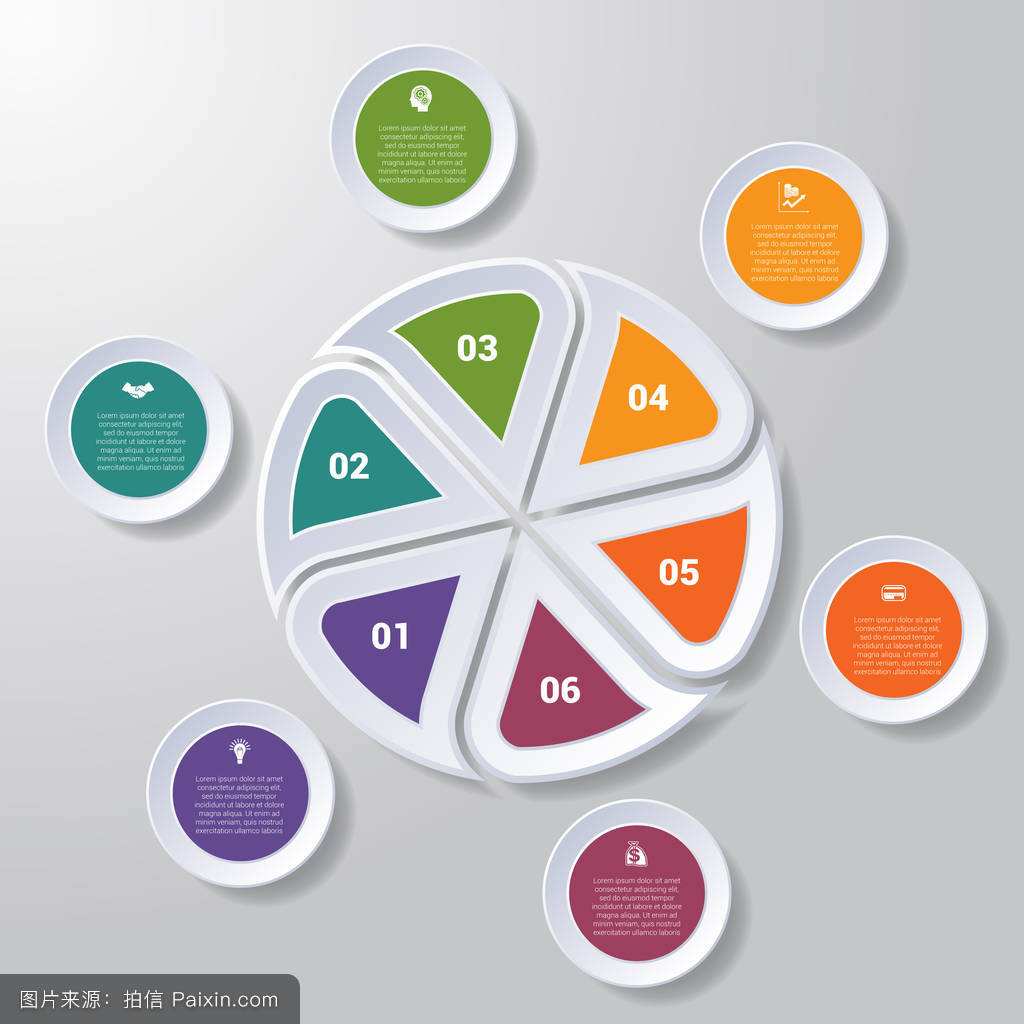 Lorem ipsum dolor sit amet
consectetur adipiscing elit,
sed do eiusmod tempor
incididunt ut labore et dolore
magna aliqua. Ut enim ad
minim veniam, quis nostrud
exercitation ullamco laboris
Lorem ipsum dolor sit amet
consectetur adipiscing elit,
sed do eiusmod tempor
incididunt ut labore et dolore
magna aliqua. Ut enim ad
minim veniam, quis nostrud
exercitation ullamco laboris
03
04
02
Lorem ipsum dolor sit amet
consectetur adipiscing elit,
sed do eiusmod tempor
incididunt ut labore et dolore
magna aliqua. Ut enim ad
minim veniam, quis nostrud
exercitation ullamco laboris
05
01
06
Lorem ipsum dolor sit amet
consectetur adipiscing elit,
sed do eiusmod tempor
incididunt ut labore et dolore
magna aliqua. Ut enim ad
minim veniam, quis nostrud
exercitation ullamco laboris
Lorem ipsum dolor sit amet
consectetur adipiscing elit,
sed do eiusmod tempor
incididunt ut labore et dolore
magna aliqua. Ut enim ad
minim veniam, quis nostrud
exercitation ullamco laboris
Lorem ipsum dolor sit amet
consectetur adipiscing elit,
sed do eiusmod tempor
incididunt ut labore et dolore
magna aliqua. Ut enim ad
minim veniam, quis nostrud
exercitation ullamco laboris
图片来源：拍信 Paixin.com